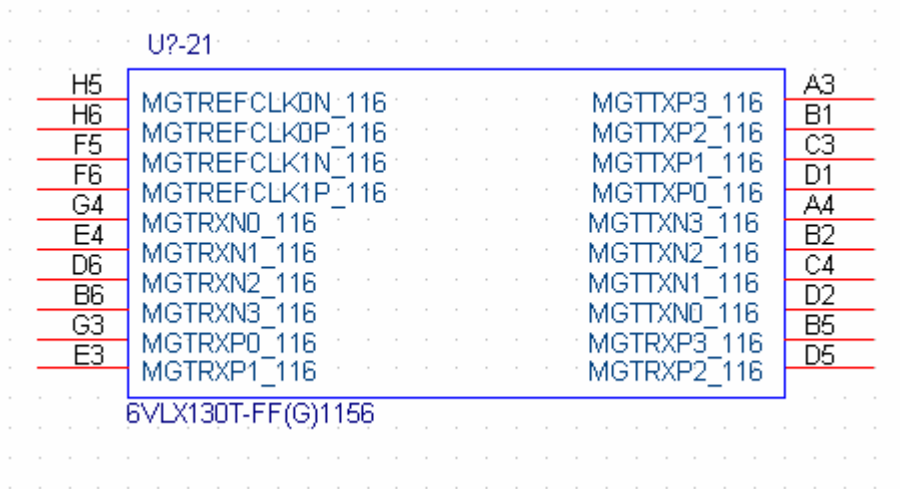 U?-21
H5 MGTREFCLK0N_116 MGTTXP3_116 A3
H6 MGTREFCLK0P_116 MGTTXP2_116 B1
F5 MGTREFCLK1N_116 MGTTXP1_116 C3
F6 MGTREFCLK1P_116 MGTTXP0_116 D1
G4 MGTRXN0_116 MGTTXN3_116 A4
E4 MGTRXN1_116 MGTTXN2_116 B2
D6 MGTRXN2_116 MGTTXN1_116 C4
B6 MGTRXN3_116 MGTTXN0_116 D2
G3 MGTRXP0_116 MGTRXP3_116 B5
E3 MGTRXP1_116 MGTRXP2_116 D5
6VLX130T-FF(G)1156